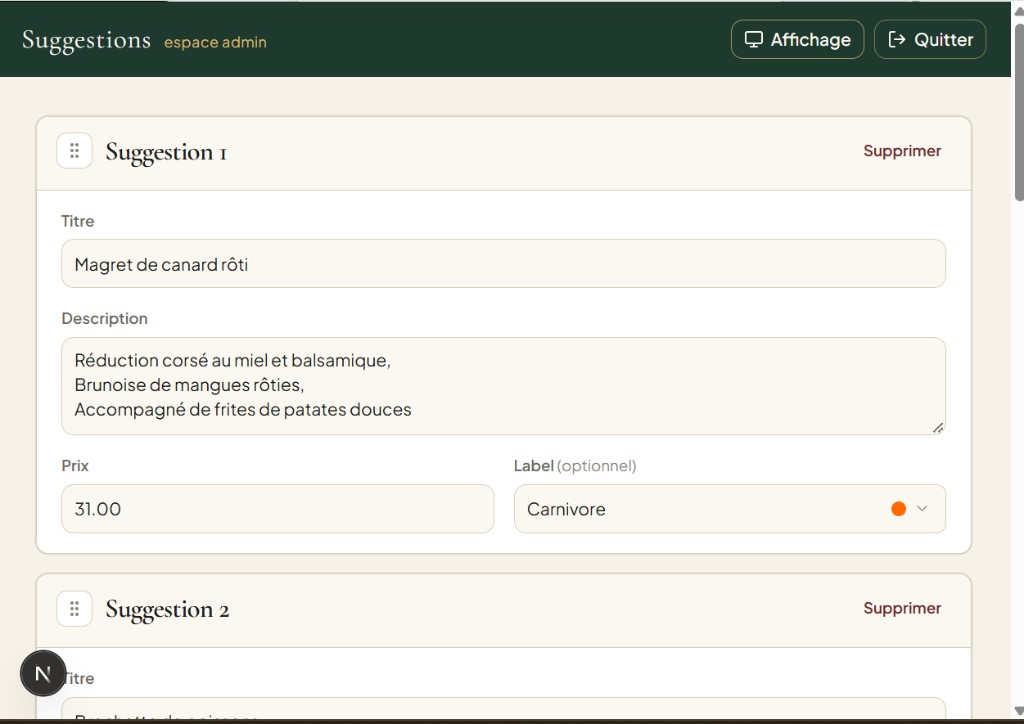 Suggestions espace admin
Affichage
Quitter
Suggestion 1
Supprimer
Titre
Magret de canard rôti
Description
Réduction corsé au miel et balsamique,
Brunoise de mangues rôties,
Accompagné de frites de patates douces
Prix
Label (optionnel)
31.00
Carnivore
Suggestion 2
Supprimer
N
Titre